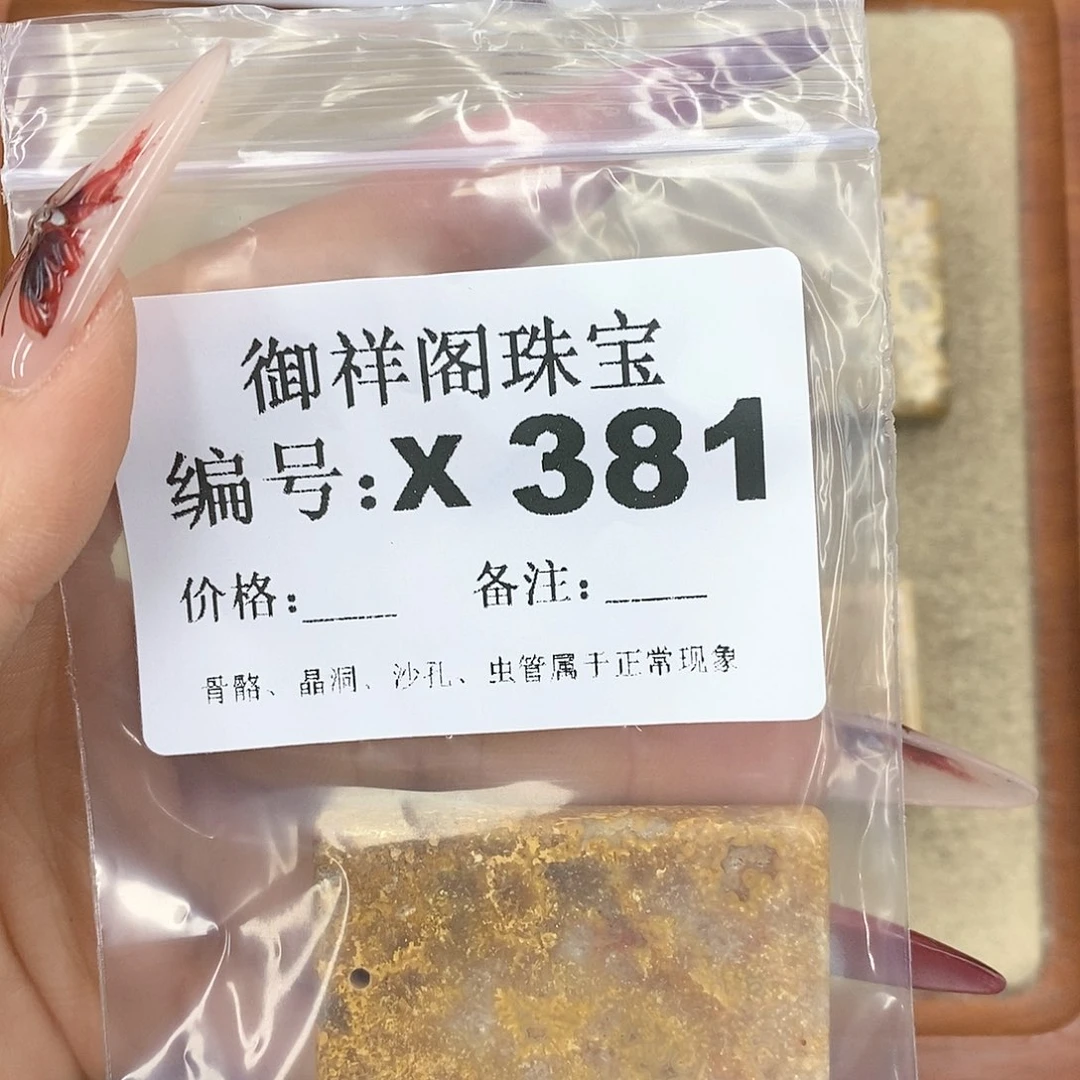 御祥阁珠宝
编号:X 381
价格:____ 备注:_____
骨骼、晶洞、沙孔、虫管属于正常现象